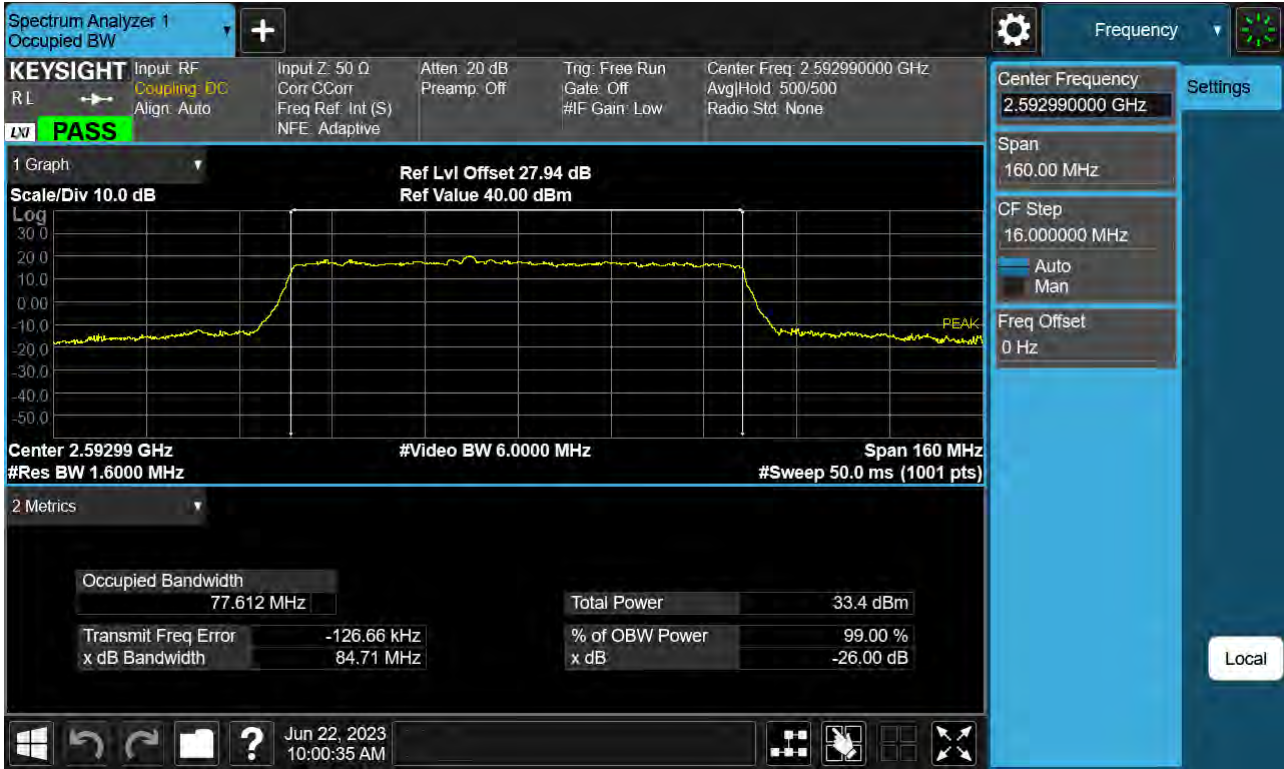 Spectrum Analyzer 1
Occupied BW
+
Frequency
KEYSIGHT
RL
LXI PASS
Input: RF
Coupling: DC
Align: Auto
Input Z: 50 Ω
Corr CCorr
Freq Ref: Int (S)
NFE: Adaptive
Atten: 20 dB
Preamp: Off
Trig: Free Run
Gate: Off
#IF Gain: Low
Center Freq: 2.592990000 GHz
Avg|Hold: 500/500
Radio Std: None
Center Frequency
2.592990000 GHz
Settings
Span
160.00 MHz
CF Step
16.000000 MHz
Auto
Man
Freq Offset
0 Hz
Local
1 Graph
Scale/Div 10.0 dB
Ref Lvl Offset 27.94 dB
Ref Value 40.00 dBm
Log
30.0
20.0
10.0
0.00
-10.0
-20.0
-30.0
-40.0
-50.0
PEAK
Center 2.59299 GHz
#Video BW 6.0000 MHz
Span 160 MHz
#Res BW 1.6000 MHz
#Sweep 50.0 ms (1001 pts)
2 Metrics
Occupied Bandwidth
77.612 MHz
Total Power 33.4 dBm
Transmit Freq Error -126.66 kHz
% of OBW Power 99.00 %
x dB Bandwidth 84.71 MHz
x dB -26.00 dB
?
Jun 22, 2023
10:00:35 AM